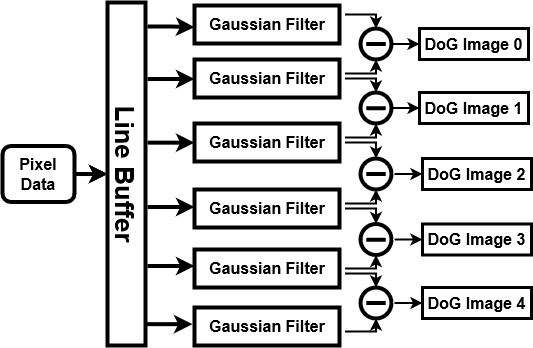 Pixel
Data
Line Buffer
Gaussian Filter
Gaussian Filter
Gaussian Filter
Gaussian Filter
Gaussian Filter
Gaussian Filter
DoG Image 0
DoG Image 1
DoG Image 2
DoG Image 3
DoG Image 4